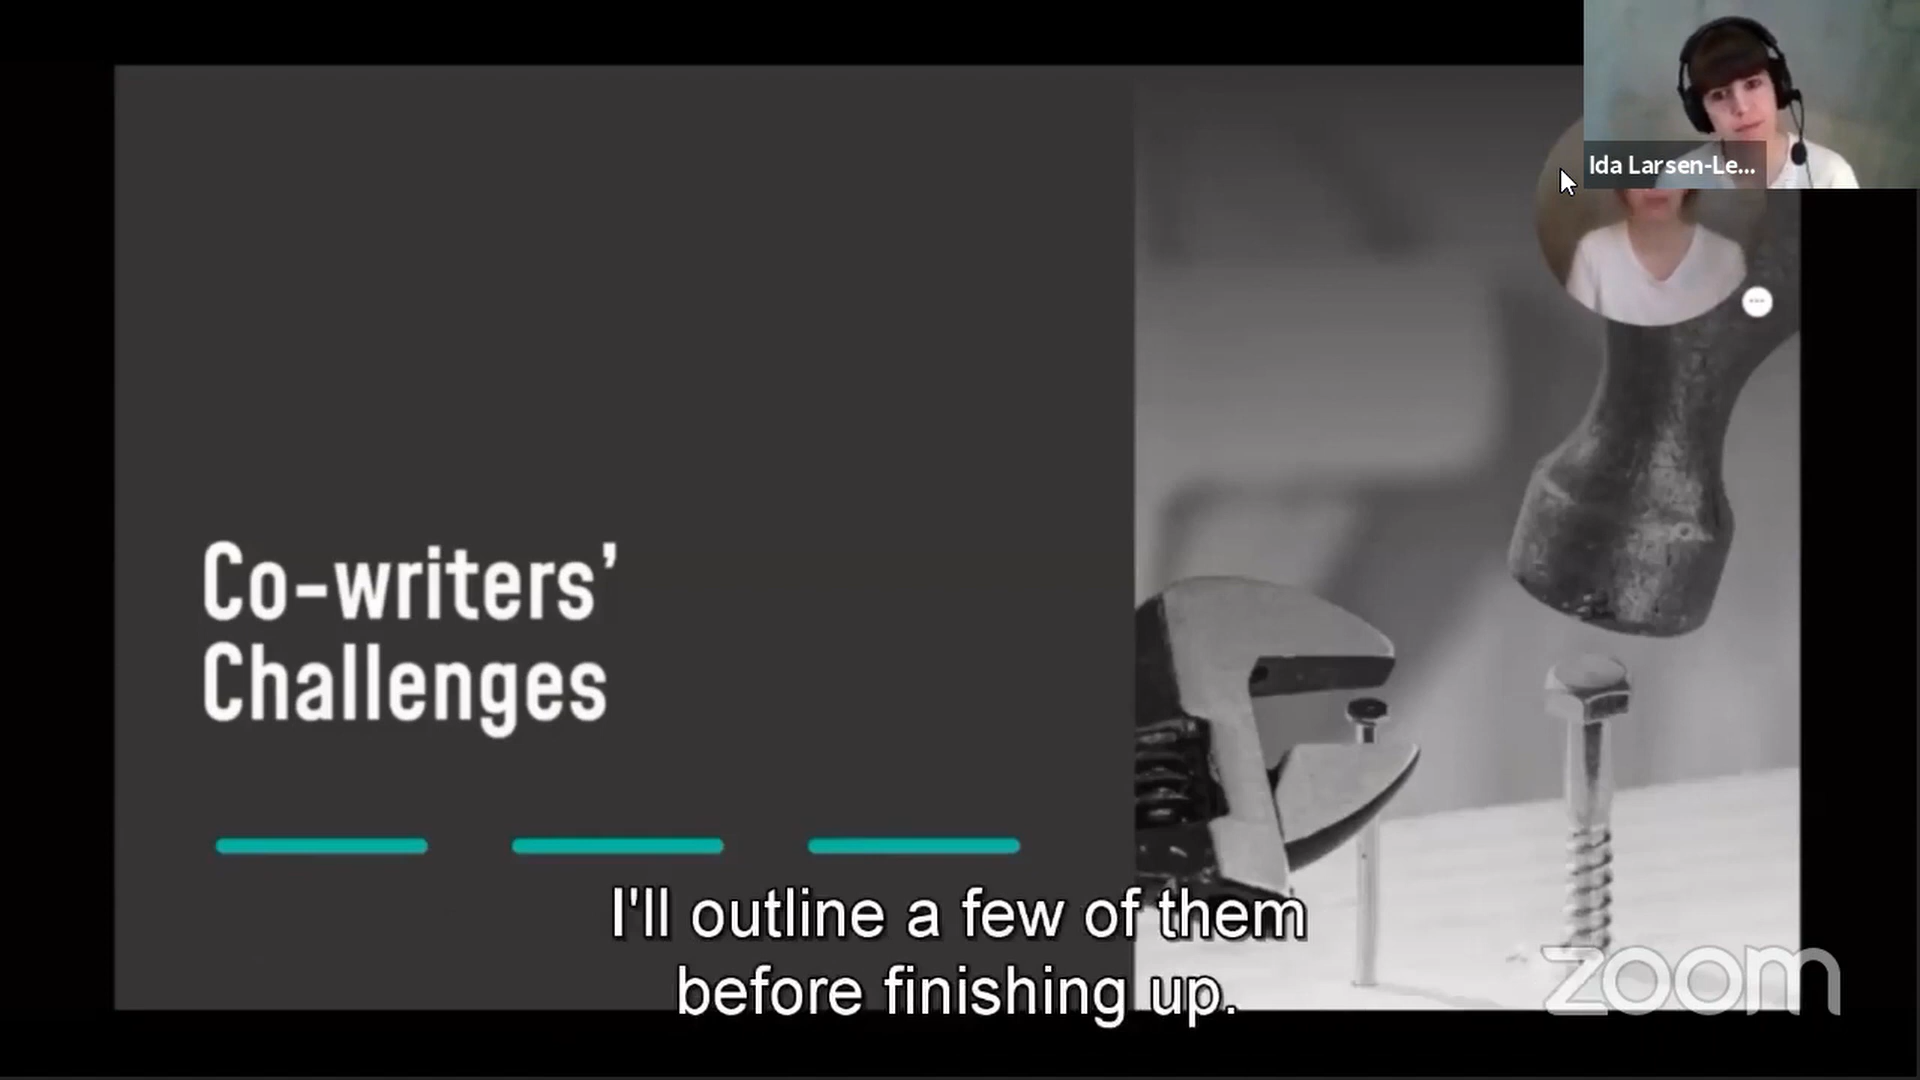 Ida Larsen-Le...
Co-writers’
Challenges
I'll outline a few of them
before finishing up.
zoom